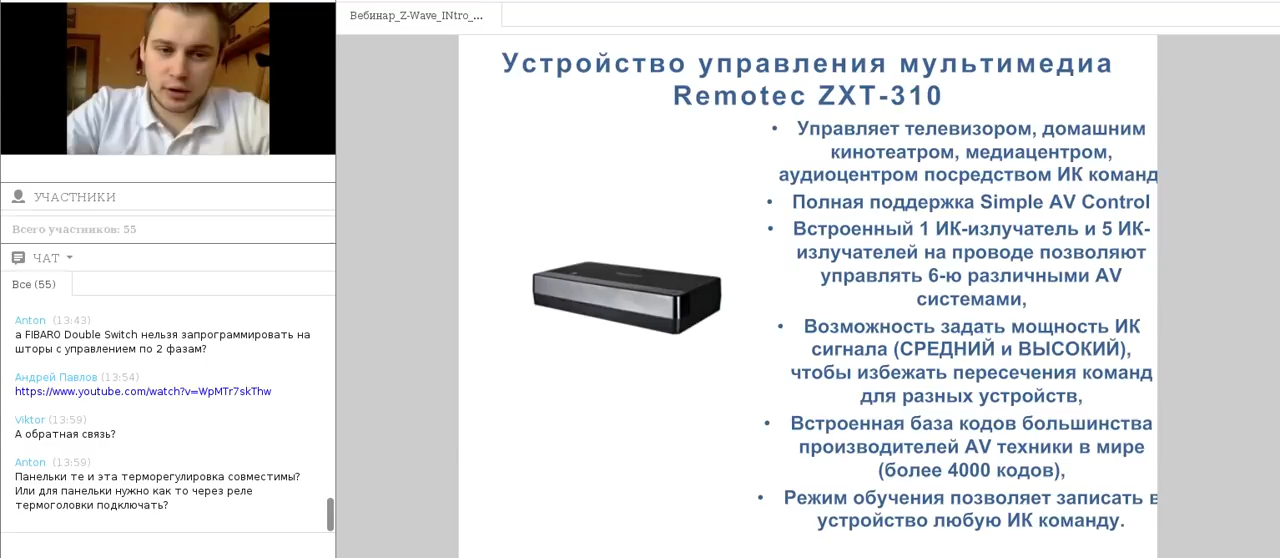 Вебинар_Z-Wave_INtro_...
УЧАСТНИКИ
Всего участников: 55
ЧАТ
Все (55)
Anton (13:43)
а FIBARO Double Switch нельзя запрограммировать на
шторы с управлением по 2 фазам?
Андрей Павлов (13:54)
https://www.youtube.com/watch?v=WpMTr7skThw
Viktor (13:59)
А обратная связь?
Anton (13:59)
Панельки те и эта терморегулировка совместимы?
Или для панельки нужно как то через реле
термоголовки подключать?
Устройство управления мультимедиа
Remotec ZXT-310
• Управляет телевизором, домашним
кинотеатром, медиацентром,
аудиоцентром посредством ИК команд
• Полная поддержка Simple AV Control
• Встроенный 1 ИК-излучатель и 5 ИК-
излучателей на проводе позволяют
управлять 6-ю различными AV
системами,
• Возможность задать мощность ИК
сигнала (СРЕДНИЙ и ВЫСОКИЙ),
чтобы избежать пересечения команд
для разных устройств,
• Встроенная база кодов большинства
производителей AV техники в мире
(более 4000 кодов),
• Режим обучения позволяет записать в
устройство любую ИК команду.